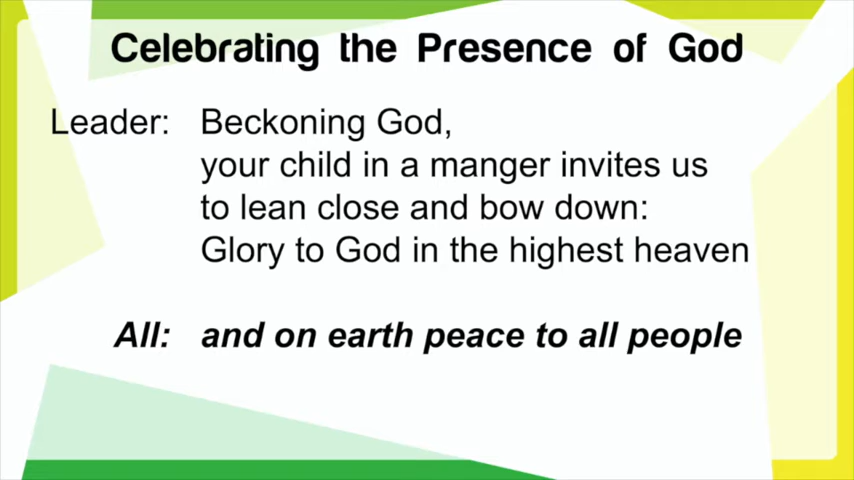 Celebrating the Presence of God
Leader: Beckoning God,
your child in a manger invites us
to lean close and bow down:
Glory to God in the highest heaven
All: and on earth peace to all people